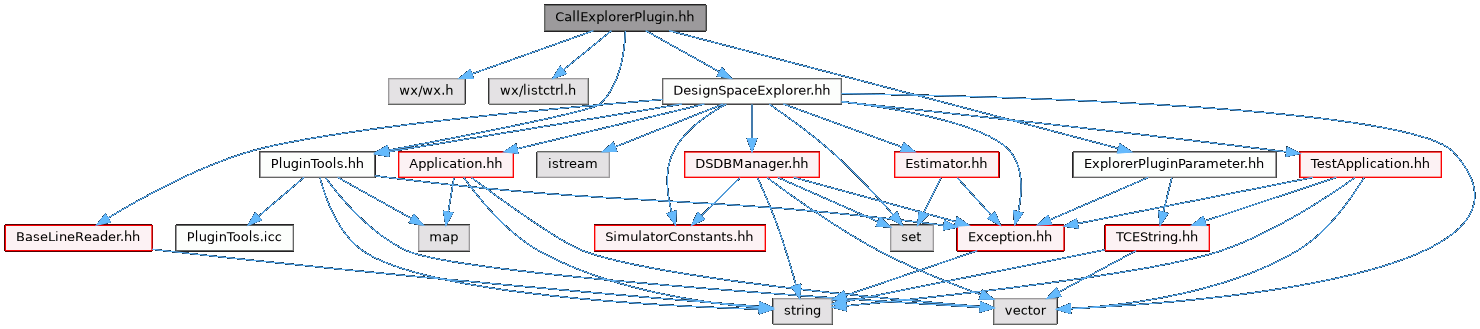 CallExplorerPlugin.hh
wx/wx.h
wx/listctrl.h
DesignSpaceExplorer.hh
PluginTools.hh
Application.hh
istream
DSDBManager.hh
Estimator.hh
ExplorerPluginParameter.hh
TestApplication.hh
BaseLineReader.hh
PluginTools.icc
map
SimulatorConstants.hh
set
Exception.hh
TCEString.hh
string
vector